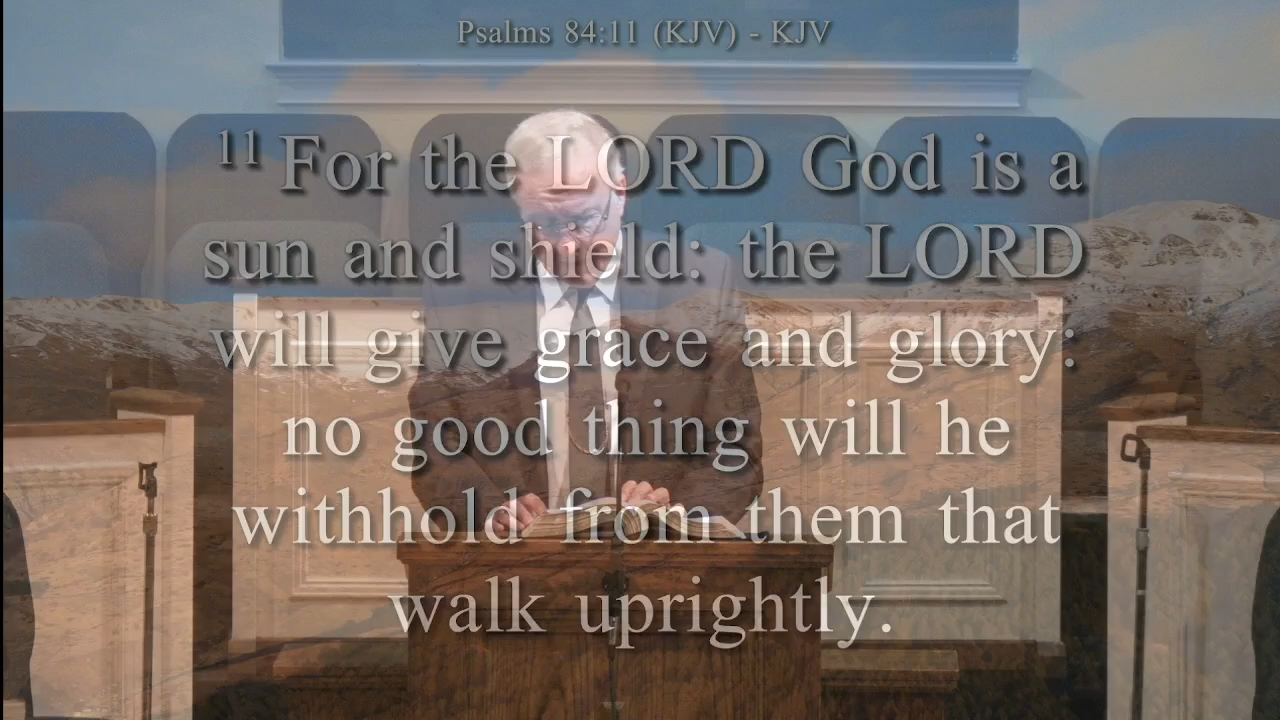 Psalms 84:11 (KJV) - KJV
11 For the LORD God is a
sun and shield: the LORD
will give grace and glory:
no good thing will he
withhold from them that
walk uprightly.